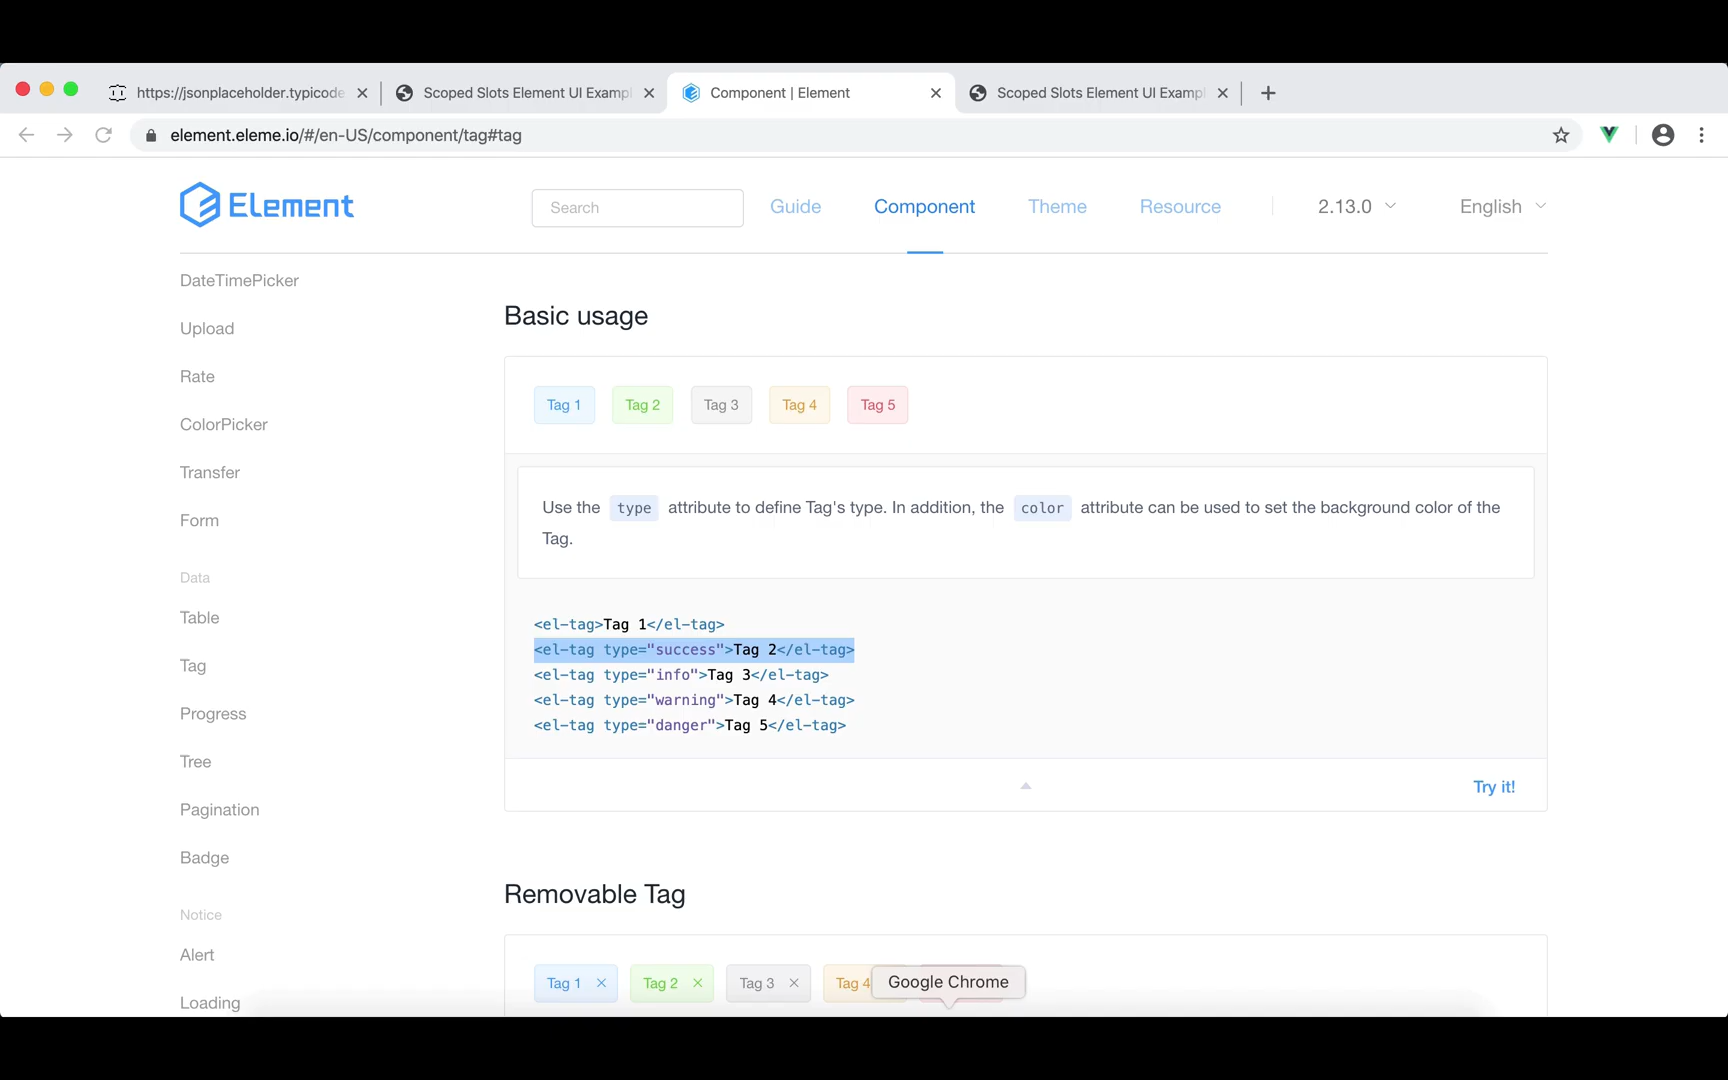 https://jsonplaceholder.typicode
Scoped Slots Element UI Exampl
Component | Element
Scoped Slots Element UI Exampl
element.eleme.io/#/en-US/component/tag#tag
Element
Search
Guide
Component
Theme
Resource
2.13.0
English
DateTimePicker
Upload
Rate
ColorPicker
Transfer
Form
Data
Table
Tag
Progress
Tree
Pagination
Badge
Notice
Alert
Loading
Basic usage
Tag 1 Tag 2 Tag 3 Tag 4 Tag 5
Use the type attribute to define Tag's type. In addition, the color attribute can be used to set the background color of the
Tag.
<el-tag>Tag 1</el-tag>
<el-tag type="success">Tag 2</el-tag>
<el-tag type="info">Tag 3</el-tag>
<el-tag type="warning">Tag 4</el-tag>
<el-tag type="danger">Tag 5</el-tag>
Try it!
Removable Tag
Tag 1 Tag 2 Tag 3 Tag 4
Google Chrome